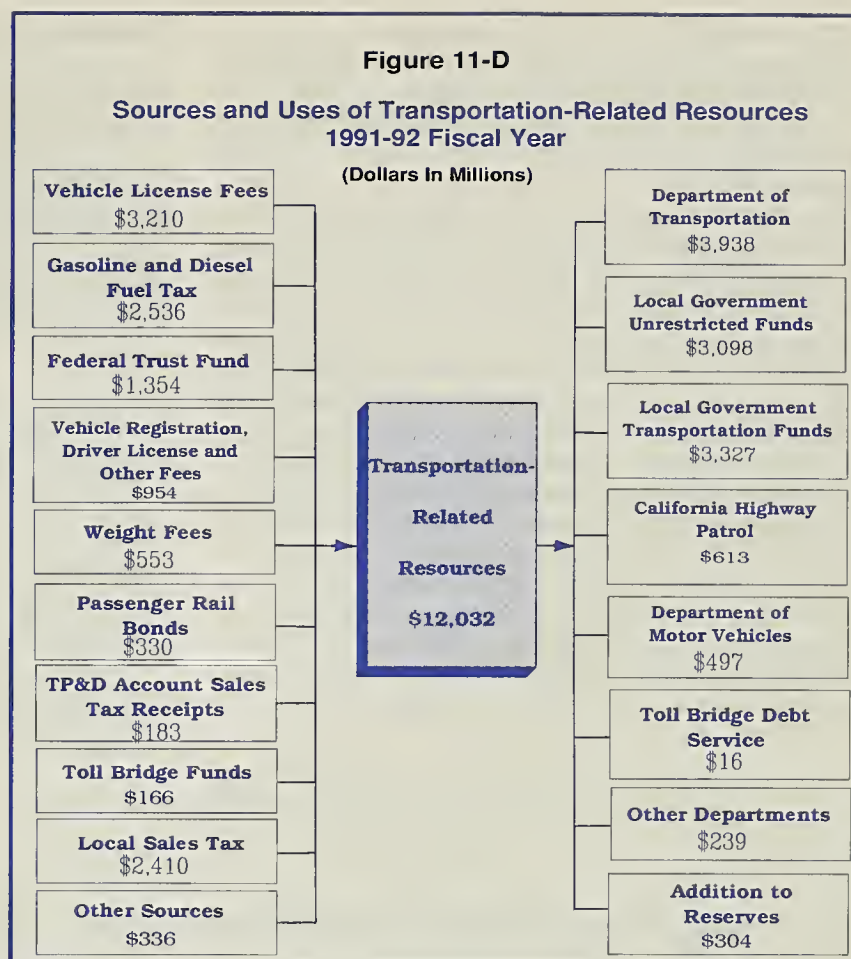 Figure 11-D
Sources and Uses of Transportation-Related Resources
1991-92 Fiscal Year
(Dollars In Millions)
Vehicle License Fees
$3,210
Gasoline and Diesel
Fuel Tax
$2,536
Federal Trust Fund
$1,354
Vehicle Registration,
Driver License and
Other Fees
$954
Weight Fees
$553
Passenger Rail
Bonds
$330
TP&D Account Sales
Tax Receipts
$183
Toll Bridge Funds
$166
Local Sales Tax
$2,410
Other Sources
$336
Transportation-
Related
Resources
$12,032
Department of
Transportation
$3,938
Local Government
Unrestricted Funds
$3,098
Local Government
Transportation Funds
$3,327
California Highway
Patrol
$613
Department of
Motor Vehicles
$497
Toll Bridge Debt
Service
$16
Other Departments
$239
Addition to
Reserves
$304